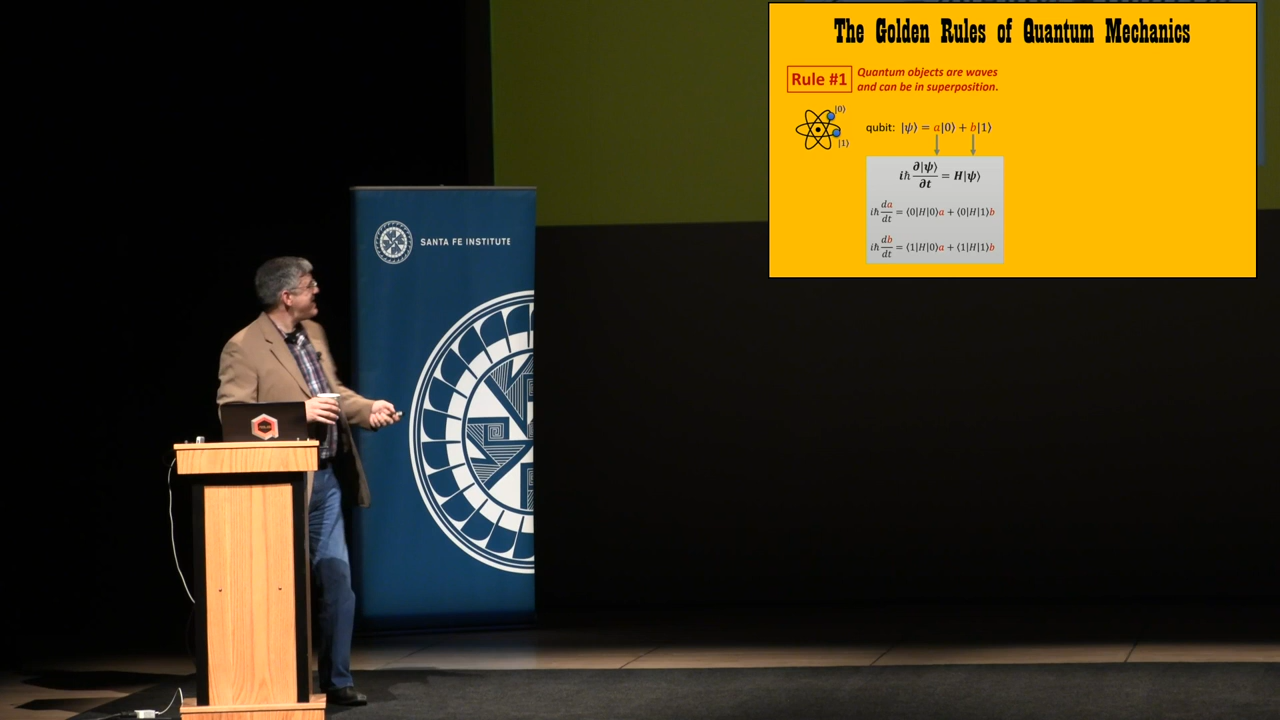 The Golden Rules of Quantum Mechanics
Rule #1
Quantum objects are waves
and can be in superposition.
|0⟩
|1⟩
qubit: |ψ⟩ = a|0⟩ + b|1⟩
iħ ∂|ψ⟩/∂t = H|ψ⟩
iħ da/dt = ⟨0|H|0⟩a + ⟨0|H|1⟩b
iħ db/dt = ⟨1|H|0⟩a + ⟨1|H|1⟩b
SANTA FE INSTITUTE